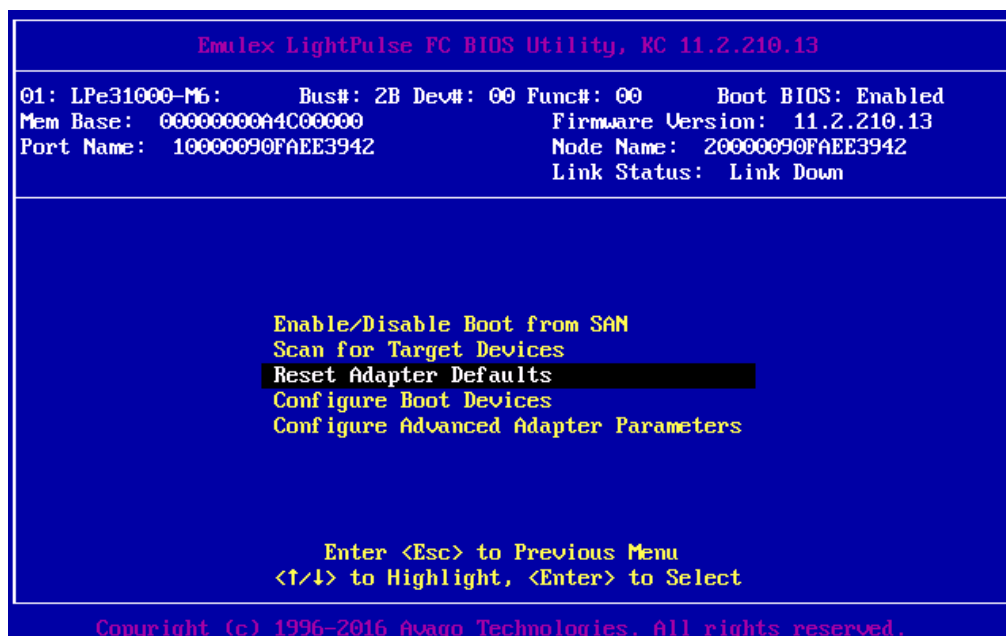 Emulex LightPulse FC BIOS Utility, KC 11.2.210.13
01: LPe31000-M6: Bus#: 2B Dev#: 00 Func#: 00 Boot BIOS: Enabled
Mem Base: 00000000A4C00000 Firmware Version: 11.2.210.13
Port Name: 10000090FAEE3942 Node Name: 20000090FAEE3942
Link Status: Link Down
Enable/Disable Boot from SAN
Scan for Target Devices
Reset Adapter Defaults
Configure Boot Devices
Configure Advanced Adapter Parameters
Enter <Esc> to Previous Menu
<↑/↓> to Highlight, <Enter> to Select
Copyright (c) 1996-2016 Avago Technologies. All rights reserved.